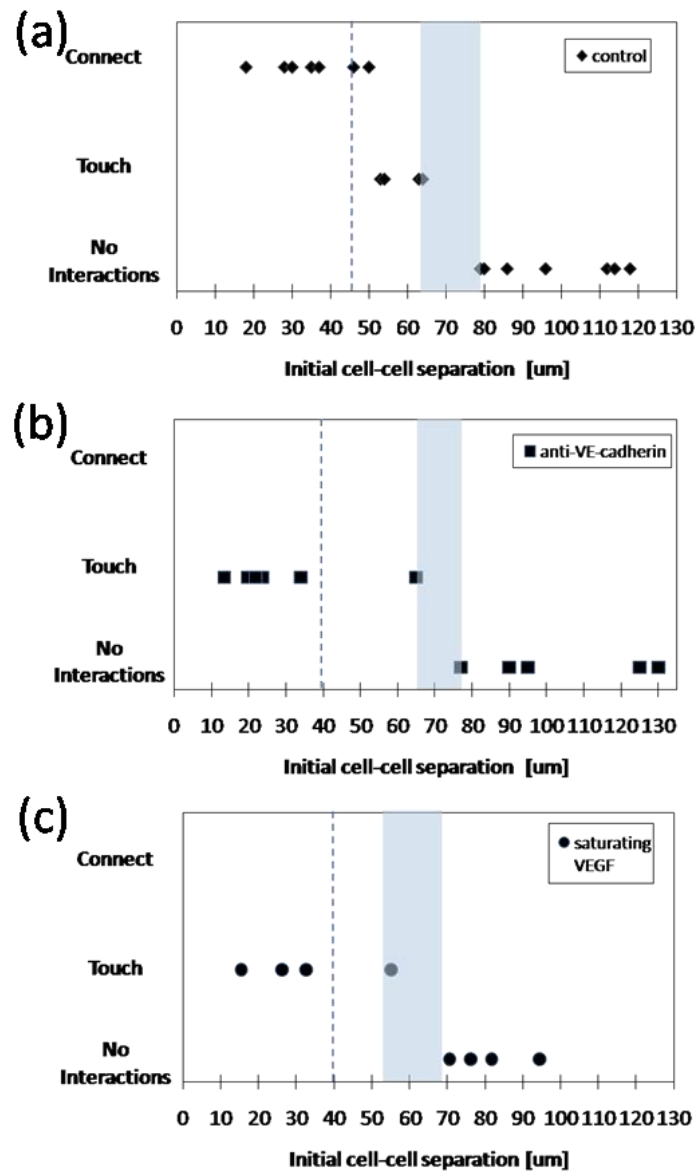 (a)
Connect
control
Touch
No
Interactions
0 10 20 30 40 50 60 70 80 90 100 110 120 130
Initial cell-cell separation [um]
(b)
Connect
anti-VE-cadherin
Touch
No
Interactions
0 10 20 30 40 50 60 70 80 90 100 110 120 130
Initial cell-cell separation [um]
(c)
Connect
saturating
VEGF
Touch
No
Interactions
0 10 20 30 40 50 60 70 80 90 100 110 120 130
Initial cell-cell separation [um]